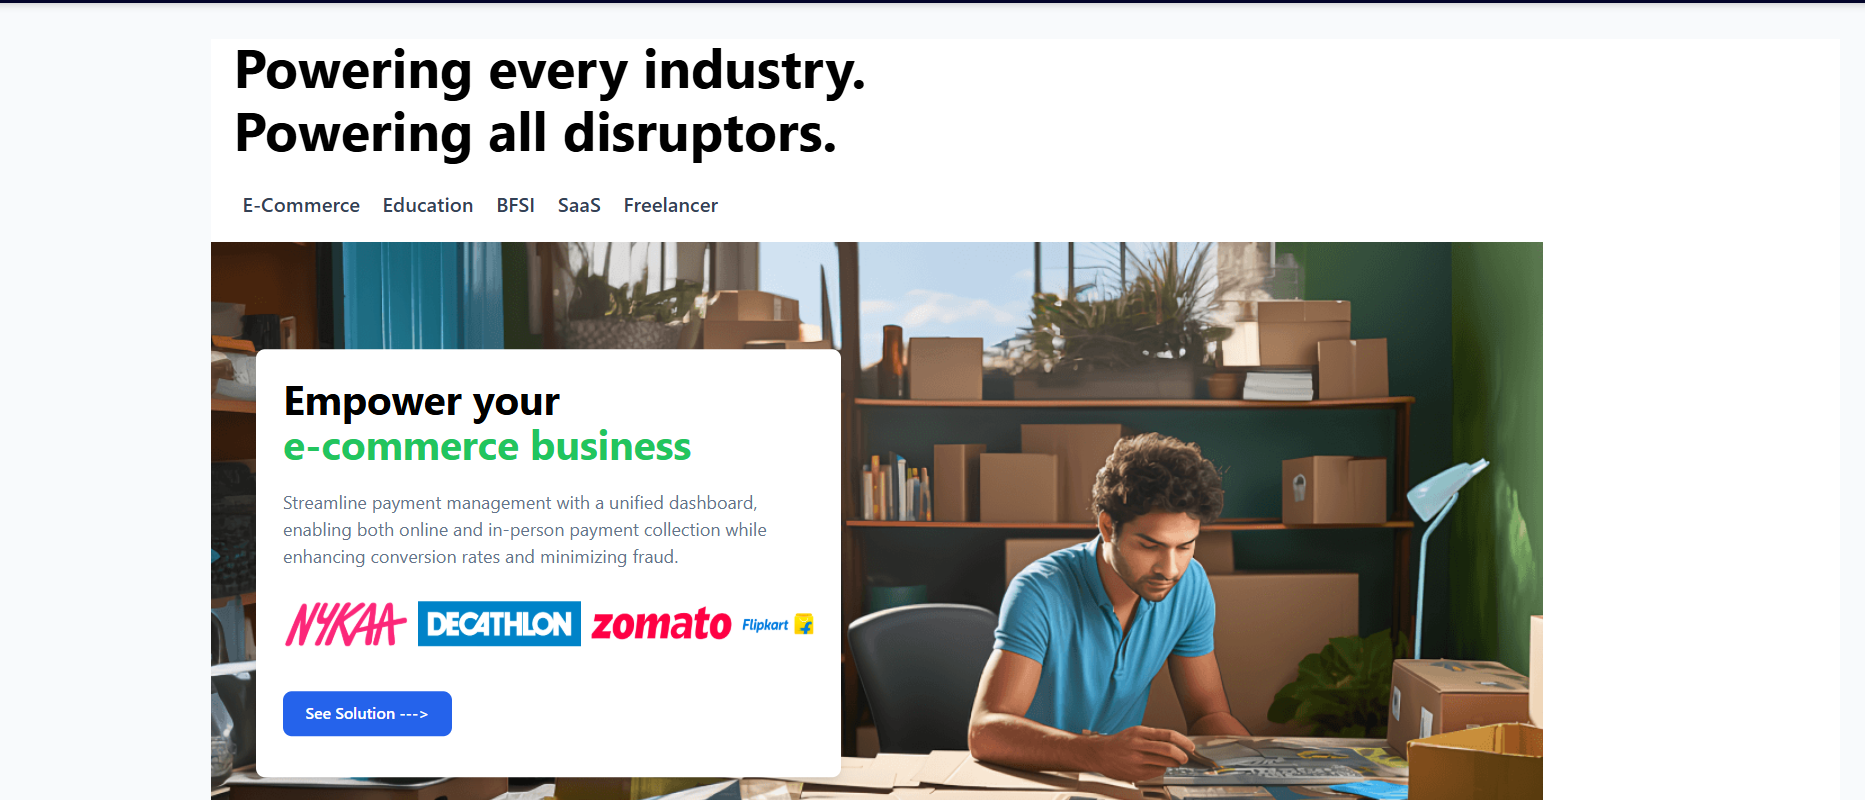 Powering every industry.
Powering all disruptors.
E-Commerce Education BFSI SaaS Freelancer
Empower your
e-commerce business
Streamline payment management with a unified dashboard,
enabling both online and in-person payment collection while
enhancing conversion rates and minimizing fraud.
NYKAA DECATHLON zomato Flipkart
See Solution --->